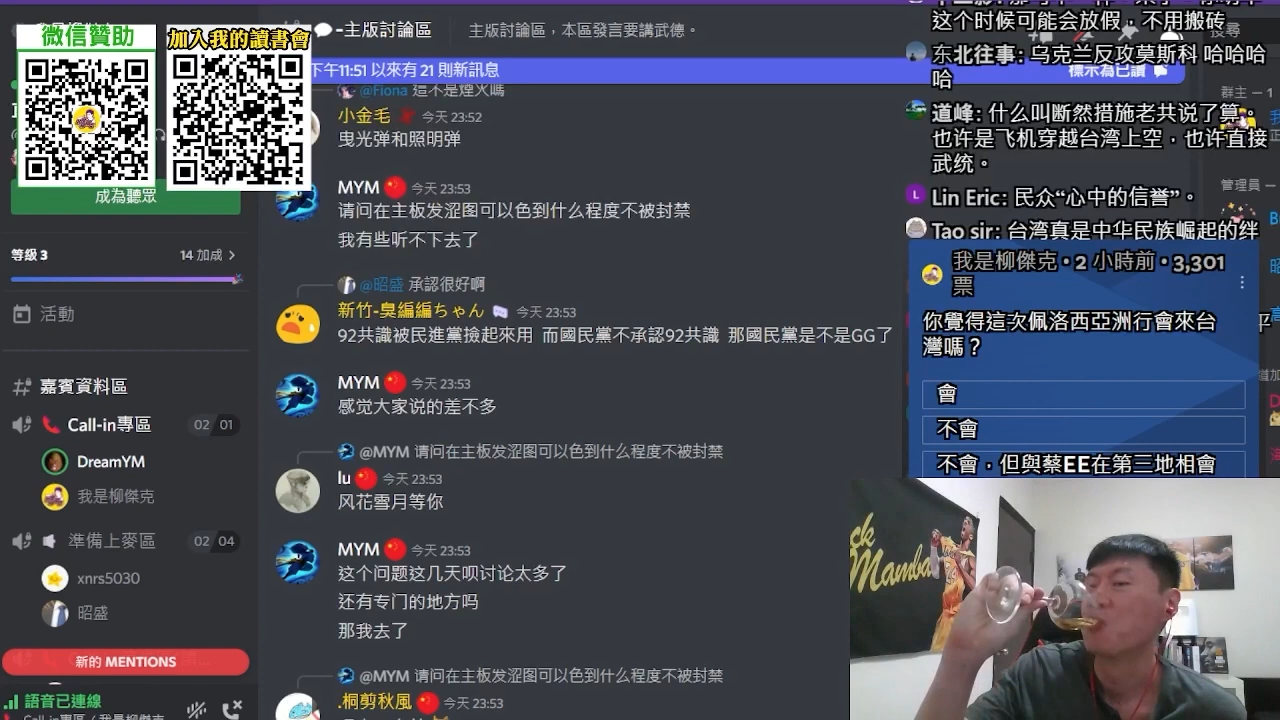 微信贊助
加入我的讀書會
成為聽眾
等級 3
14 加成
活動
嘉賓資料區
Call-in專區
02 01
DreamYM
我是柳傑克
準備上麥區
02 04
xnrs5030
昭盛
新的 MENTIONS
語音已連線
-主版討論區
主版討論區，本區發言要講武德。
下午11:51 以來有 21 則新訊息
標示為已讀
@Fiona 這不是煙火嗎
小金毛 今天 23:52
曳光弹和照明弹
MYM 今天 23:53
请问在主板发涩图可以色到什么程度不被封禁
我有些听不下去了
@昭盛 承認很好啊
新竹-臭編編ちゃん 今天 23:53
92共識被民進黨撿起來用 而國民黨不承認92共識 那國民黨是不是GG了
MYM 今天 23:53
感觉大家说的差不多
@MYM 请问在主板发涩图可以色到什么程度不被封禁
lu 今天 23:53
风花雪月等你
MYM 今天 23:53
这个问题这几天呗讨论太多了
还有专门的地方吗
那我去了
@MYM 请问在主板发涩图可以色到什么程度不被封禁
.桐剪秋風 今天 23:53
这个时候可能会放假，不用搬砖
东北往事: 乌克兰反攻莫斯科 哈哈哈
哈
道峰: 什么叫断然措施老共说了算。
也许是飞机穿越台湾上空，也许直接
武统。
Lin Eric: 民众“心中的信誉”。
Tao sir: 台湾真是中华民族崛起的绊
我是柳傑克 • 2 小時前 • 3,301
票
你覺得這次佩洛西亞洲行會來台
灣嗎？
會
不會
不會，但與蔡EE在第三地相會
群主 — 1
管理員 —
ck
Mamba